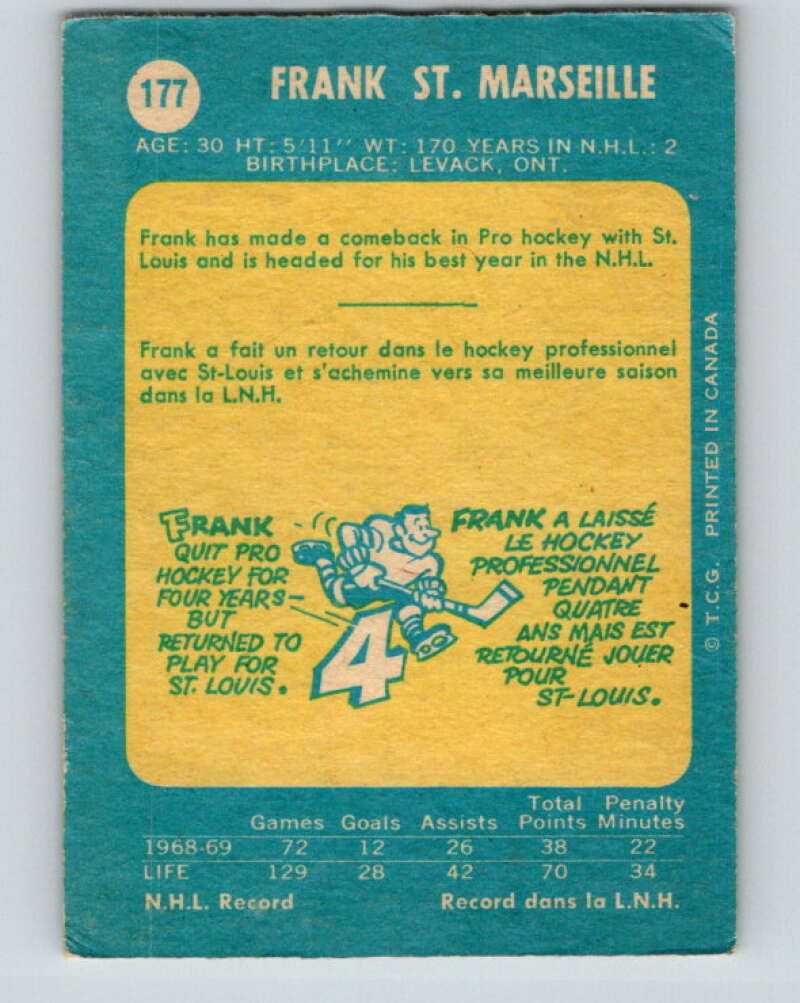 177
FRANK ST. MARSEILLE
AGE: 30 HT: 5'11'' WT: 170 YEARS IN N.H.L.: 2
BIRTHPLACE: LEVACK, ONT.
Frank has made a comeback in Pro hockey with St.
Louis and is headed for his best year in the N.H.L.
Frank a fait un retour dans le hockey professionnel
avec St-Louis et s'achemine vers sa meilleure saison
dans la L.N.H.
FRANK
QUIT PRO
HOCKEY FOR
FOUR YEARS—
BUT
RETURNED TO
PLAY FOR
ST. LOUIS.
4
FRANK A LAISSÉ
LE HOCKEY
PROFESSIONNEL
PENDANT
QUATRE
ANS MAIS EST
RETOURNÉ JOUER
POUR
ST-LOUIS.
© T.C.G. PRINTED IN CANADA
Total Penalty
Games Goals Assists Points Minutes
1968-69 72 12 26 38 22
LIFE 129 28 42 70 34
N.H.L. Record Record dans la L.N.H.